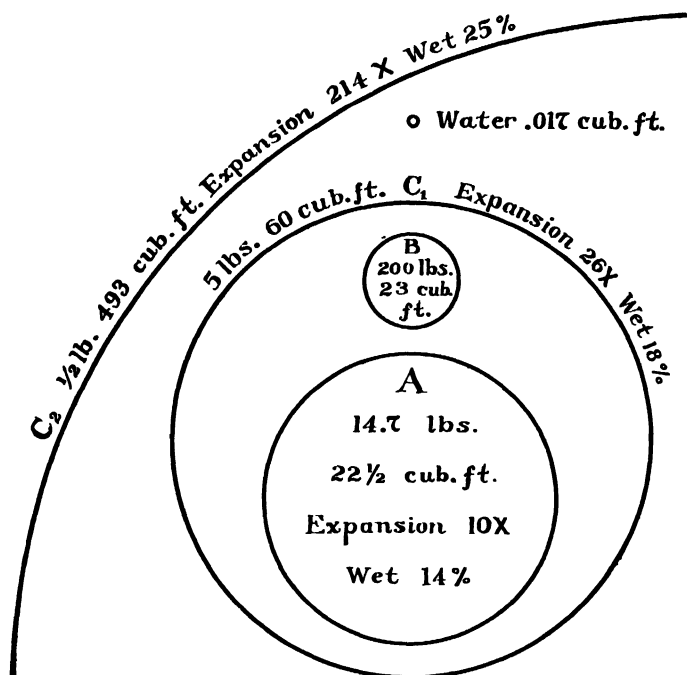 C₂ ½ lb. 493 cub.ft. Expansion 214 X Wet 25%
Water .017 cub.ft.
5 lbs. 60 cub.ft. C₁ Expansion 26X Wet 18%
B
200 lbs.
23 cub.
ft.
A
14.7 lbs.
22½ cub.ft.
Expansion 10X
Wet 14%